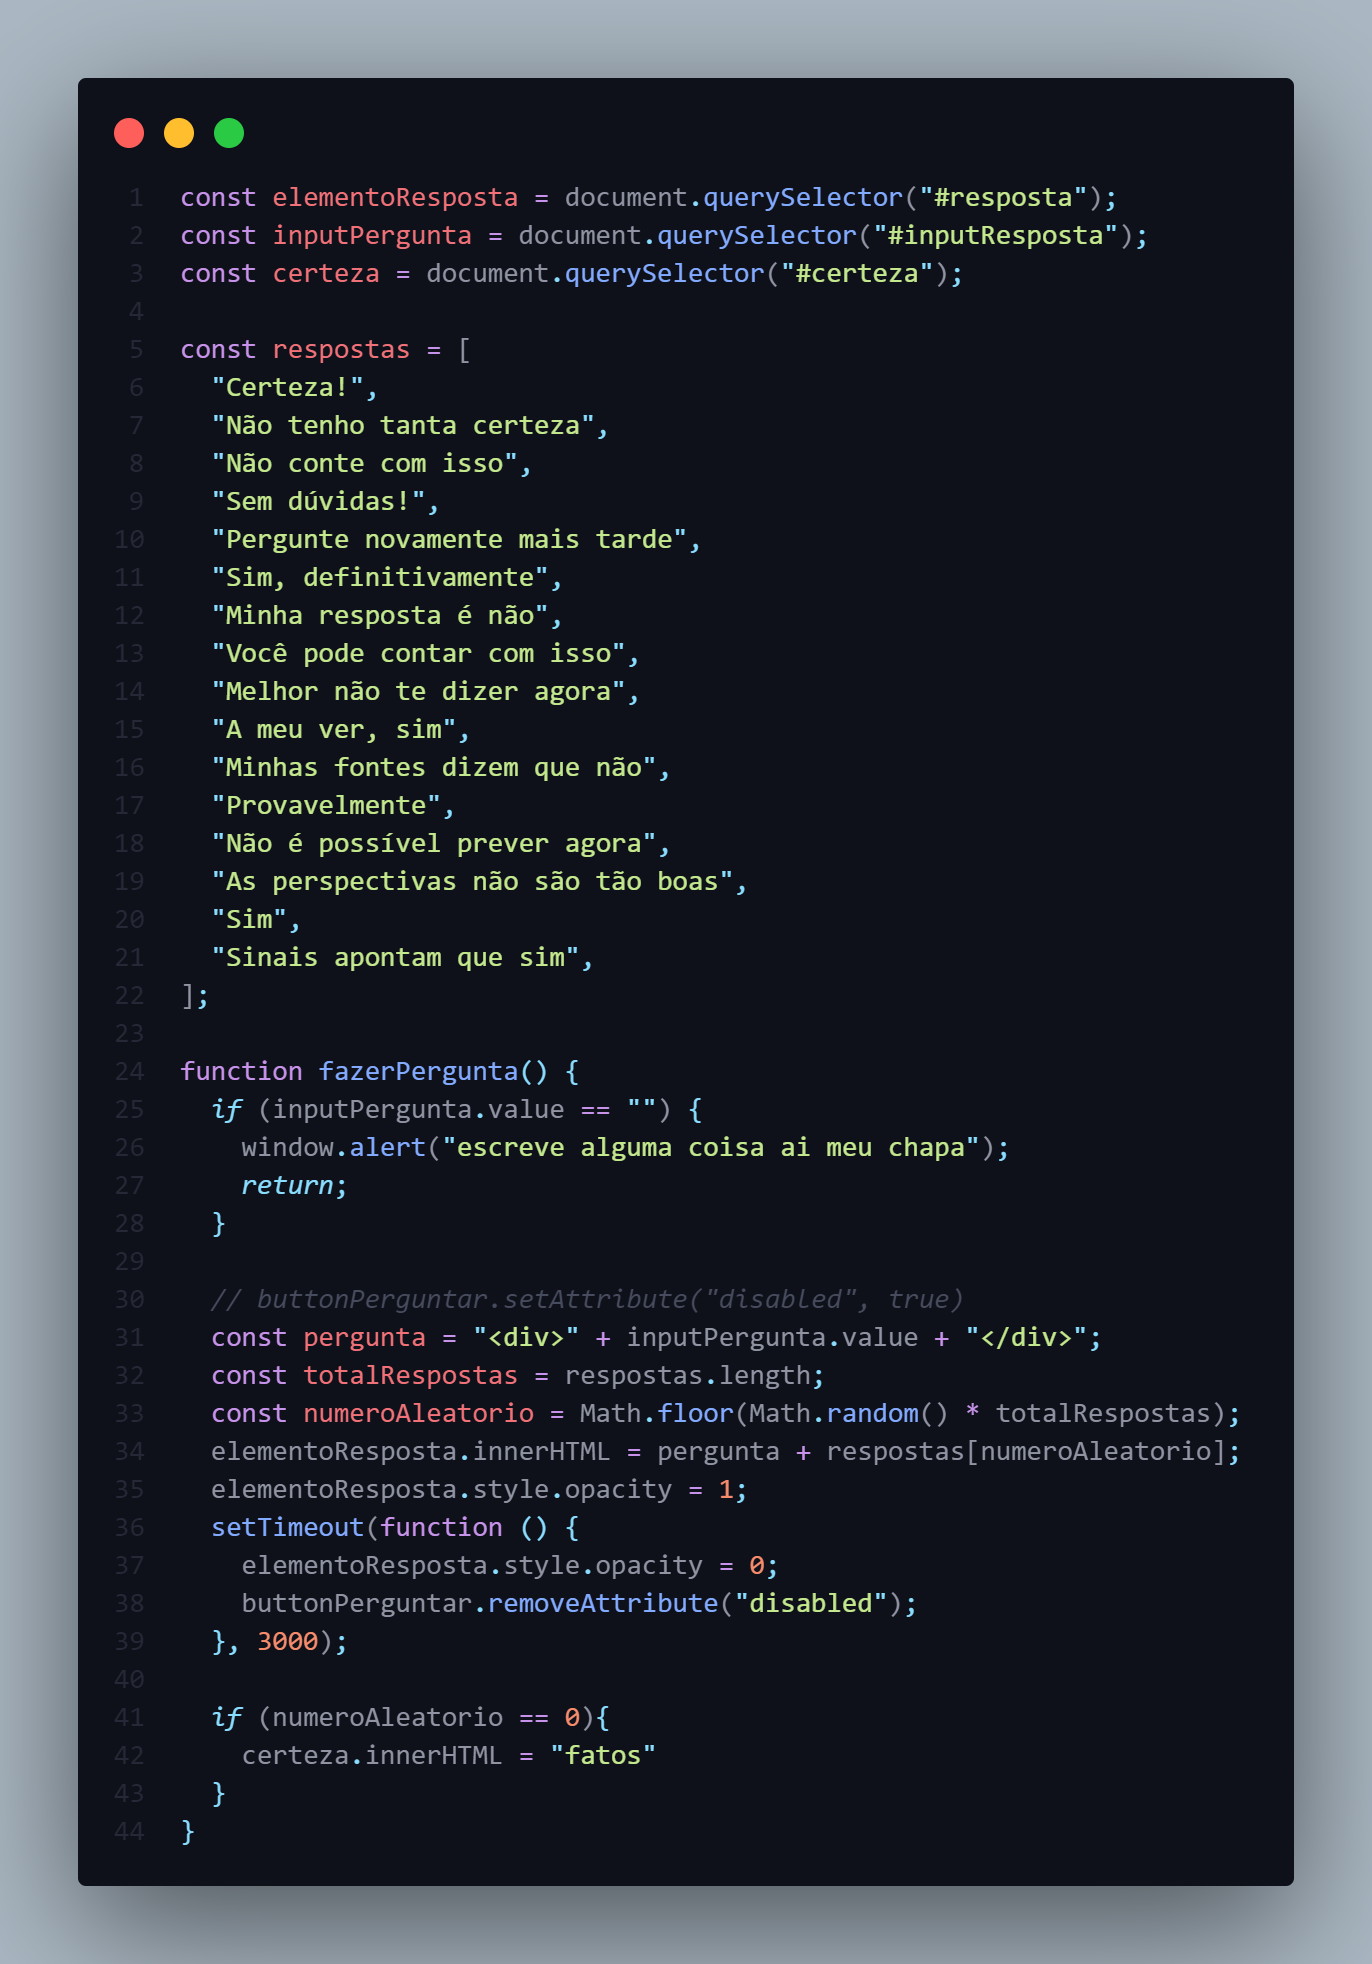 1 const elementoResposta = document.querySelector("#resposta");
2 const inputPergunta = document.querySelector("#inputResposta");
3 const certeza = document.querySelector("#certeza");
4
5 const respostas = [
6   "Certeza!",
7   "Não tenho tanta certeza",
8   "Não conte com isso",
9   "Sem dúvidas!",
10   "Pergunte novamente mais tarde",
11   "Sim, definitivamente",
12   "Minha resposta é não",
13   "Você pode contar com isso",
14   "Melhor não te dizer agora",
15   "A meu ver, sim",
16   "Minhas fontes dizem que não",
17   "Provavelmente",
18   "Não é possível prever agora",
19   "As perspectivas não são tão boas",
20   "Sim",
21   "Sinais apontam que sim",
22 ];
23
24 function fazerPergunta() {
25   if (inputPergunta.value == "") {
26     window.alert("escreve alguma coisa ai meu chapa");
27     return;
28   }
29
30   // buttonPerguntar.setAttribute("disabled", true)
31   const pergunta = "<div>" + inputPergunta.value + "</div>";
32   const totalRespostas = respostas.length;
33   const numeroAleatorio = Math.floor(Math.random() * totalRespostas);
34   elementoResposta.innerHTML = pergunta + respostas[numeroAleatorio];
35   elementoResposta.style.opacity = 1;
36   setTimeout(function () {
37     elementoResposta.style.opacity = 0;
38     buttonPerguntar.removeAttribute("disabled");
39   }, 3000);
40
41   if (numeroAleatorio == 0){
42     certeza.innerHTML = "fatos"
43   }
44 }